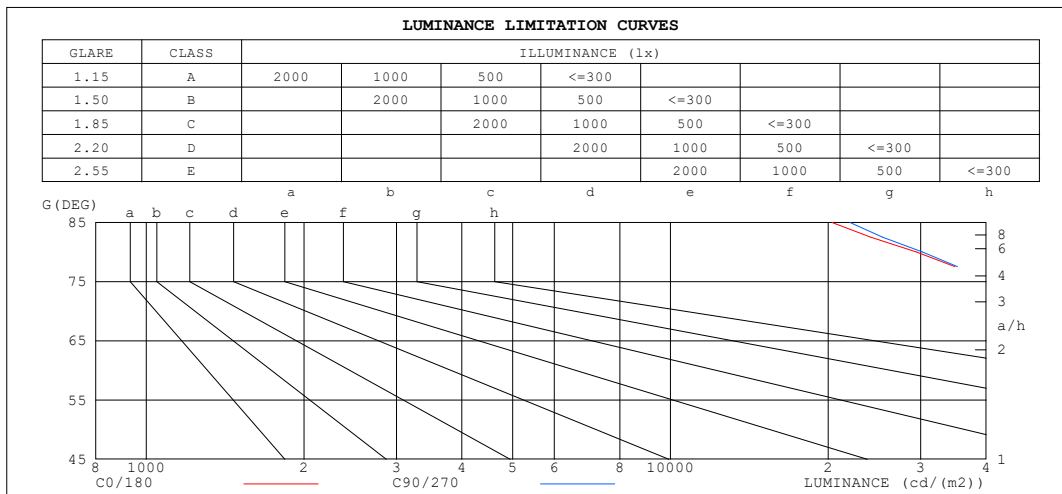 LUMINANCE LIMITATION CURVES
GLARE CLASS ILLUMINANCE (lx)
1.15 A 2000 1000 500 <=300
1.50 B 2000 1000 500 <=300
1.85 C 2000 1000 500 <=300
2.20 D 2000 1000 500 <=300
2.55 E 2000 1000 500 <=300
a b c d e f g h
G(DEG)
a b c d e f g h
85
8
6
75
4
3
a/h
65
2
55
45
1
8 1000 2 3 4 5 6 8 10000 2 3 4
C0/180 C90/270 LUMINANCE (cd/(m2))